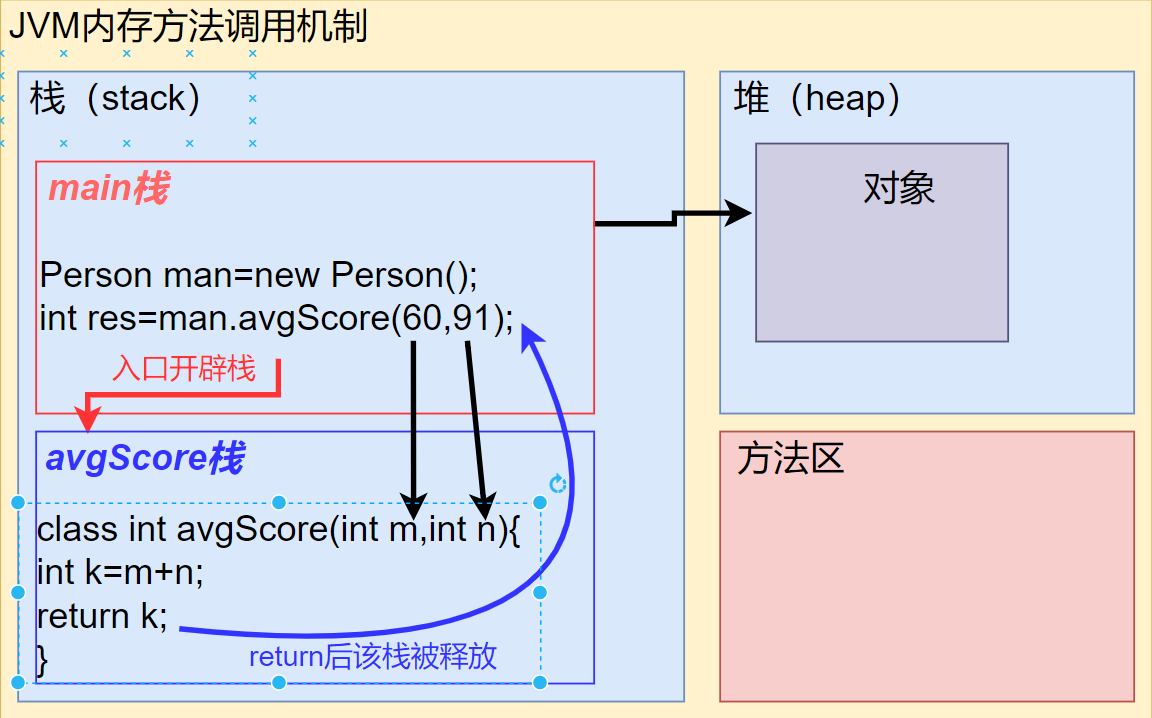 JVM内存方法调用机制
栈（stack）
main栈
Person man=new Person();
int res=man.avgScore(60,91);
入口开辟栈
avgScore栈
class int avgScore(int m,int n){
int k=m+n;
return k;
}
return后该栈被释放
堆（heap）
对象
方法区